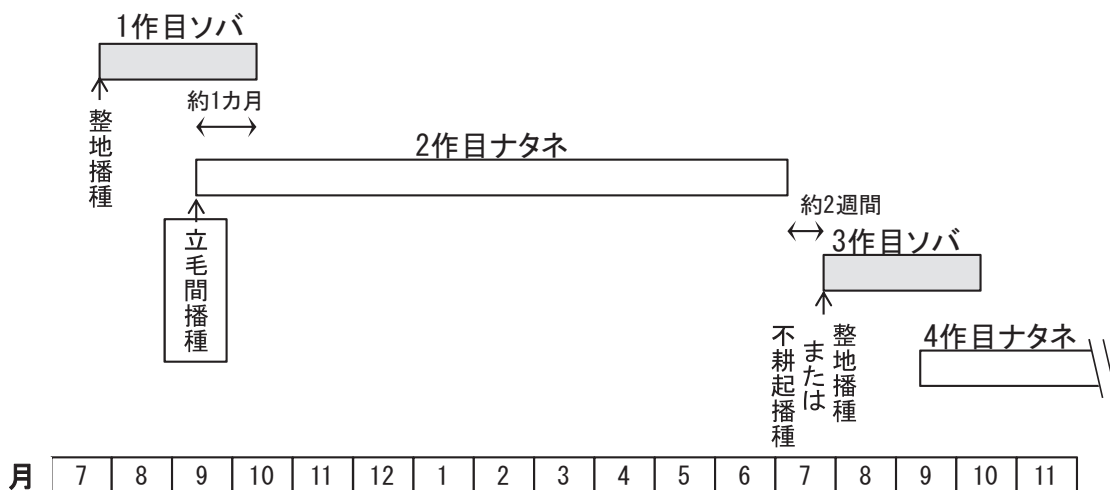 1作目ソバ
整地播種
約1カ月
2作目ナタネ
立毛間播種
約2週間
3作目ソバ
整地播種
または
不耕起播種
4作目ナタネ
月 7 8 9 10 11 12 1 2 3 4 5 6 7 8 9 10 11